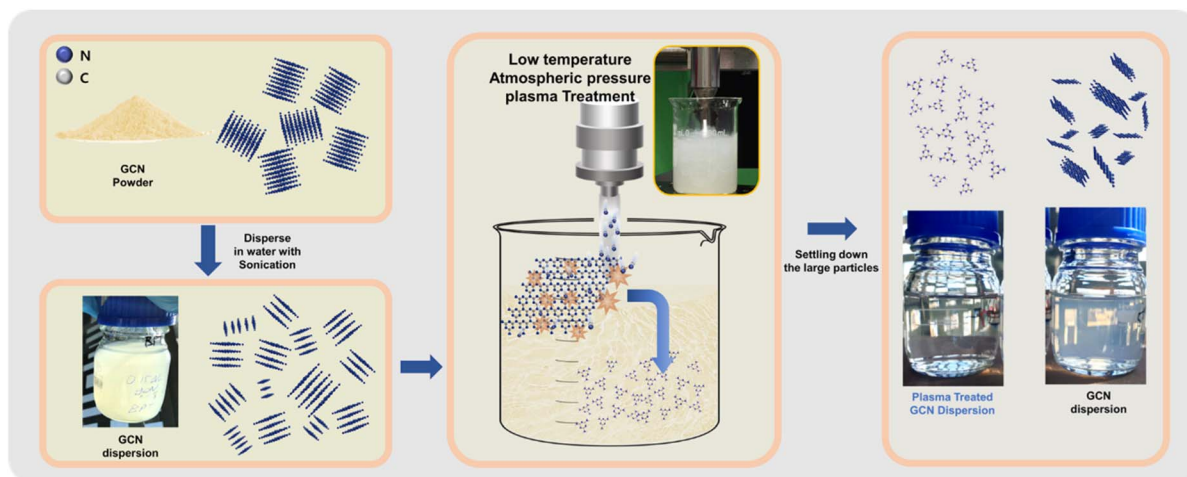 N
C
GCN
Powder
Disperse
in water with
Sonication
GCN
dispersion
Low temperature
Atmospheric pressure
plasma Treatment
Settling down
the large particles
Plasma Treated
GCN Dispersion
GCN
dispersion